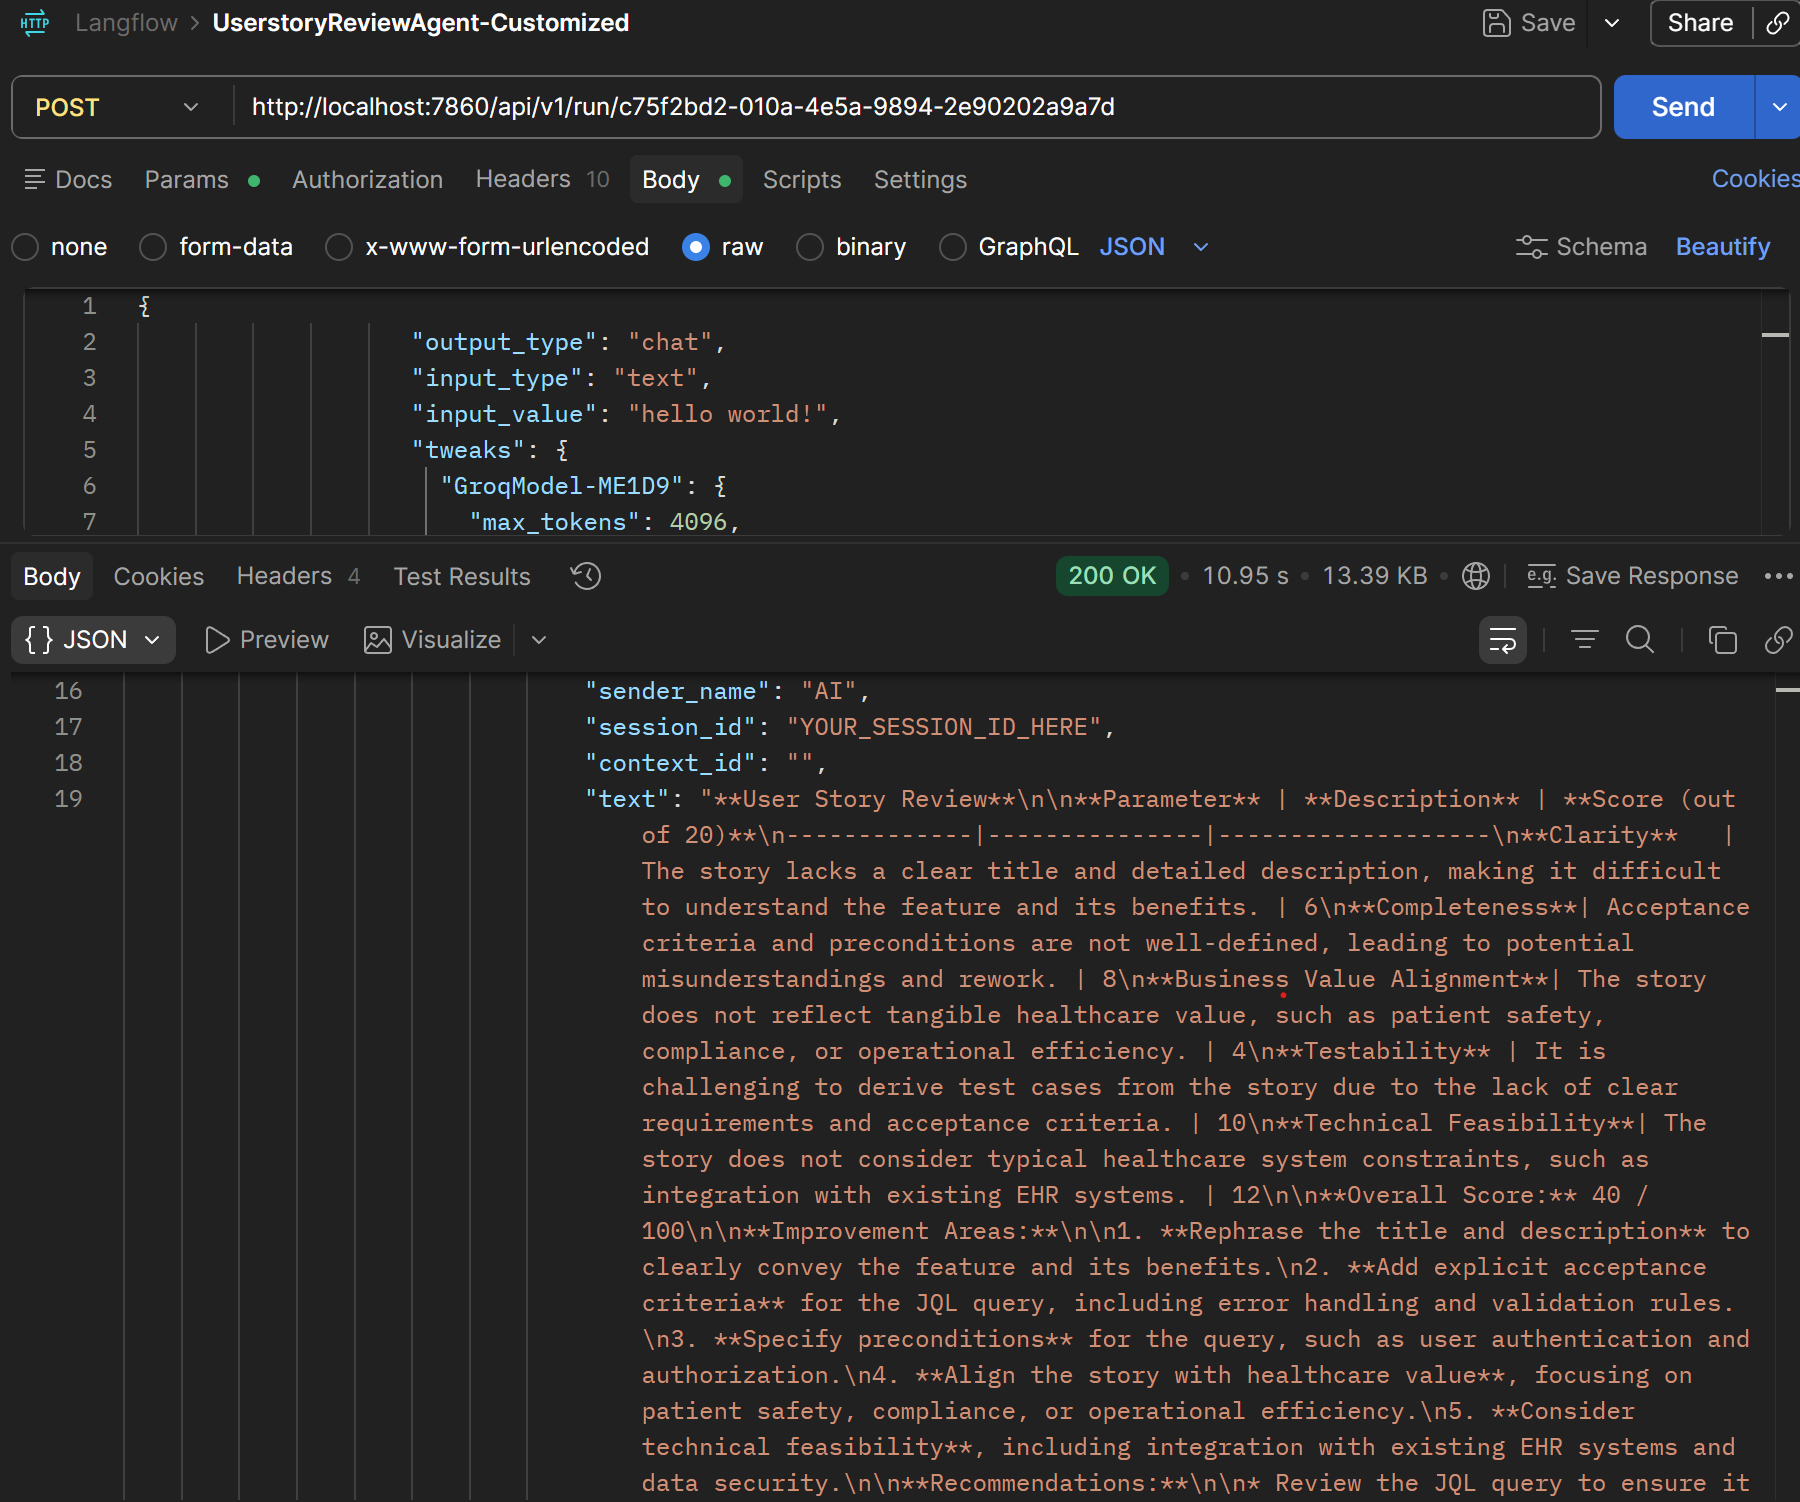 HTTP Langflow > UserstoryReviewAgent-Customized Save Share
POST http://localhost:7860/api/v1/run/c75f2bd2-010a-4e5a-9894-2e90202a9a7d Send
Docs Params Authorization Headers 10 Body Scripts Settings Cookies
none form-data x-www-form-urlencoded raw binary GraphQL JSON Schema Beautify
1 {
2 "output_type": "chat",
3 "input_type": "text",
4 "input_value": "hello world!",
5 "tweaks": {
6 "GroqModel-ME1D9": {
7 "max_tokens": 4096,
Body Cookies Headers 4 Test Results 200 OK • 10.95 s • 13.39 KB • e.g. Save Response
{} JSON Preview Visualize
16 "sender_name": "AI",
17 "session_id": "YOUR_SESSION_ID_HERE",
18 "context_id": "",
19 "text": "**User Story Review**\n\n**Parameter** | **Description** | **Score (out
of 20)**\n-------------|---------------|-------------------\n**Clarity**   |
The story lacks a clear title and detailed description, making it difficult
to understand the feature and its benefits. | 6\n**Completeness**| Acceptance
criteria and preconditions are not well-defined, leading to potential
misunderstandings and rework. | 8\n**Business Value Alignment**| The story
does not reflect tangible healthcare value, such as patient safety,
compliance, or operational efficiency. | 4\n**Testability** | It is
challenging to derive test cases from the story due to the lack of clear
requirements and acceptance criteria. | 10\n**Technical Feasibility**| The
story does not consider typical healthcare system constraints, such as
integration with existing EHR systems. | 12\n\n**Overall Score:** 40 /
100\n\n**Improvement Areas:**\n\n1. **Rephrase the title and description** to
clearly convey the feature and its benefits.\n2. **Add explicit acceptance
criteria** for the JQL query, including error handling and validation rules.
\n3. **Specify preconditions** for the query, such as user authentication and
authorization.\n4. **Align the story with healthcare value**, focusing on
patient safety, compliance, or operational efficiency.\n5. **Consider
technical feasibility**, including integration with existing EHR systems and
data security.\n\n**Recommendations:**\n\n* Review the JQL query to ensure it